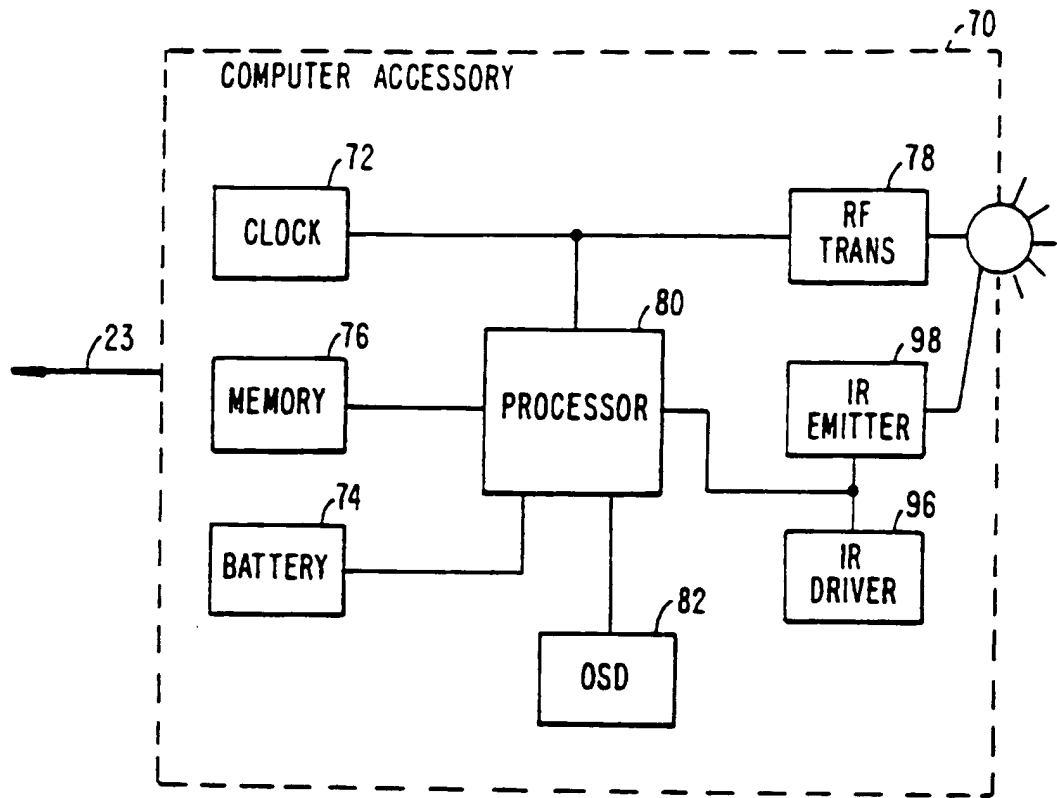 70
COMPUTER ACCESSORY
72
CLOCK
78
RF
TRANS
23
76
MEMORY
80
PROCESSOR
98
IR
EMITTER
74
BATTERY
96
IR
DRIVER
82
OSD